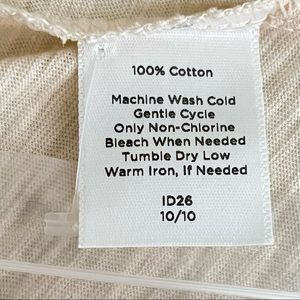 100% Cotton
Machine Wash Cold
Gentle Cycle
Only Non-Chlorine
Bleach When Needed
Tumble Dry Low
Warm Iron, If Needed
ID26
10/10